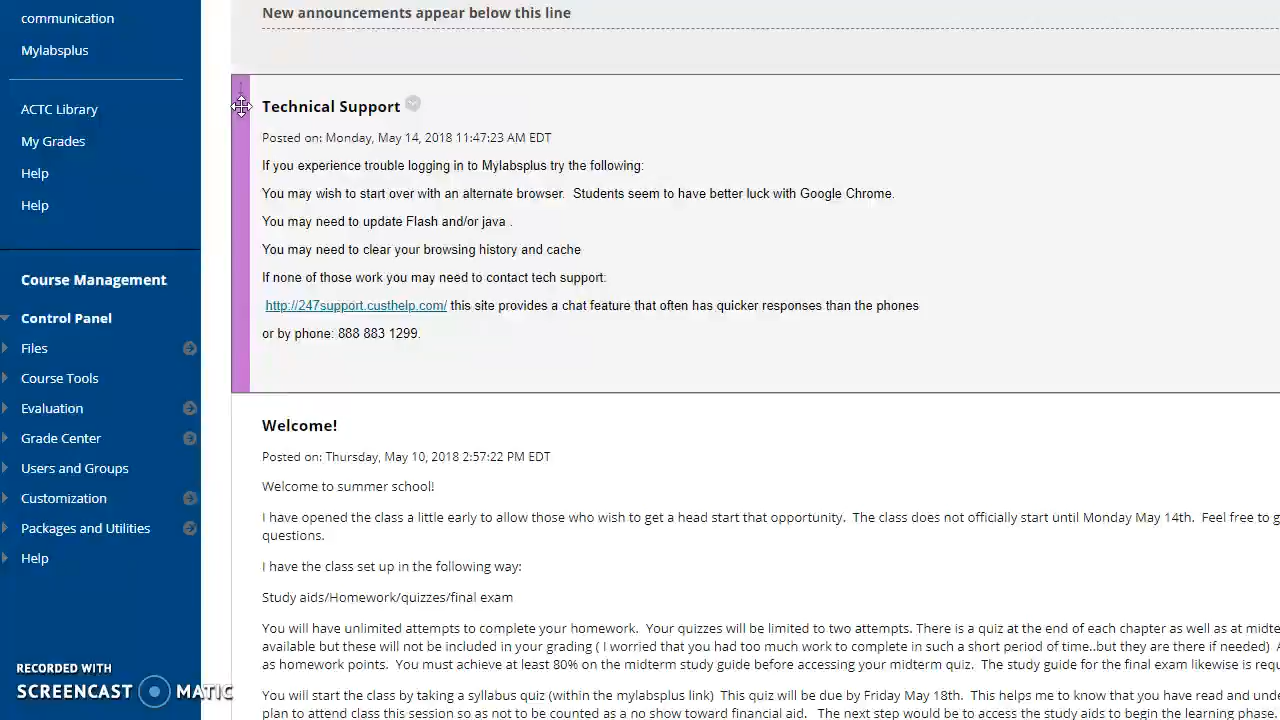 communication
Mylabsplus
ACTC Library
My Grades
Help
Help
Course Management
Control Panel
Files
Course Tools
Evaluation
Grade Center
Users and Groups
Customization
Packages and Utilities
Help
RECORDED WITH
SCREENCAST MATIC
New announcements appear below this line
Technical Support
Posted on: Monday, May 14, 2018 11:47:23 AM EDT
If you experience trouble logging in to Mylabsplus try the following:
You may wish to start over with an alternate browser.  Students seem to have better luck with Google Chrome.
You may need to update Flash and/or java .
You may need to clear your browsing history and cache
If none of those work you may need to contact tech support:
http://247support.custhelp.com/ this site provides a chat feature that often has quicker responses than the phones
or by phone: 888 883 1299.
Welcome!
Posted on: Thursday, May 10, 2018 2:57:22 PM EDT
Welcome to summer school!
I have opened the class a little early to allow those who wish to get a head start that opportunity.  The class does not officially start until Monday May 14th.  Feel free to
questions.
I have the class set up in the following way:
Study aids/Homework/quizzes/final exam
You will have unlimited attempts to complete your homework.  Your quizzes will be limited to two attempts. There is a quiz at the end of each chapter as well as at
available but these will not be included in your grading ( I worried that you had too much work to complete in such a short period of time..but they are there if needed)
as homework points.  You must achieve at least 80% on the midterm study guide before accessing your midterm quiz.  The study guide for the final exam likewise is
You will start the class by taking a syllabus quiz (within the mylabsplus link)  This quiz will be due by Friday May 18th.  This helps me to know that you have read and
plan to attend class this session so as not to be counted as a no show toward financial aid.   The next step would be to access the study aids to begin the learning phase.